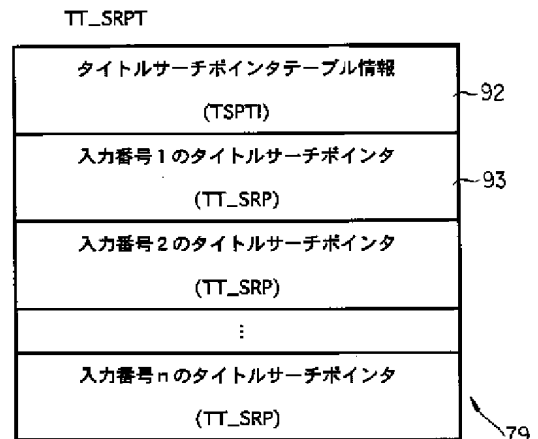 TT_SRPT
タイトルサーチポインタテーブル情報
(TSPTI)
92
入力番号1のタイトルサーチポインタ
(TT_SRP)
93
入力番号2のタイトルサーチポインタ
(TT_SRP)
⋮
入力番号nのタイトルサーチポインタ
(TT_SRP)
79